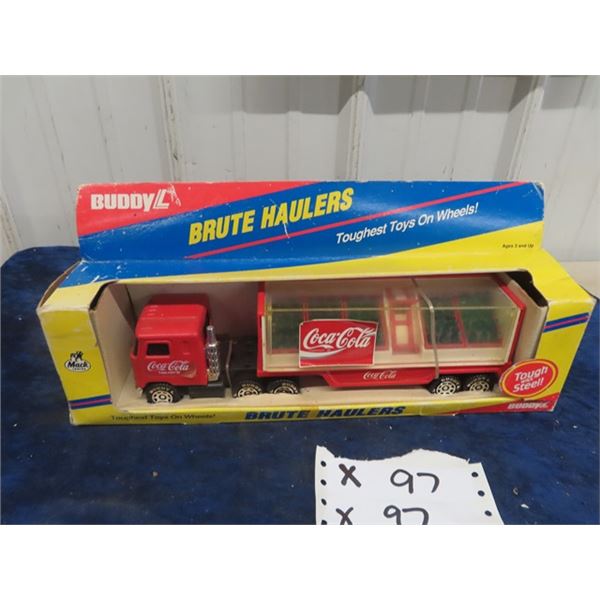 BUDDY L
BRUTE HAULERS
Toughest Toys On Wheels!
Ages 3 and Up
Coca-Cola
Coca-Cola
Coca-Cola
Mack
Tough
Steel!
Toughest Toys On Wheels!
BRUTE HAULERS
BUDDY L
X 97
X 97